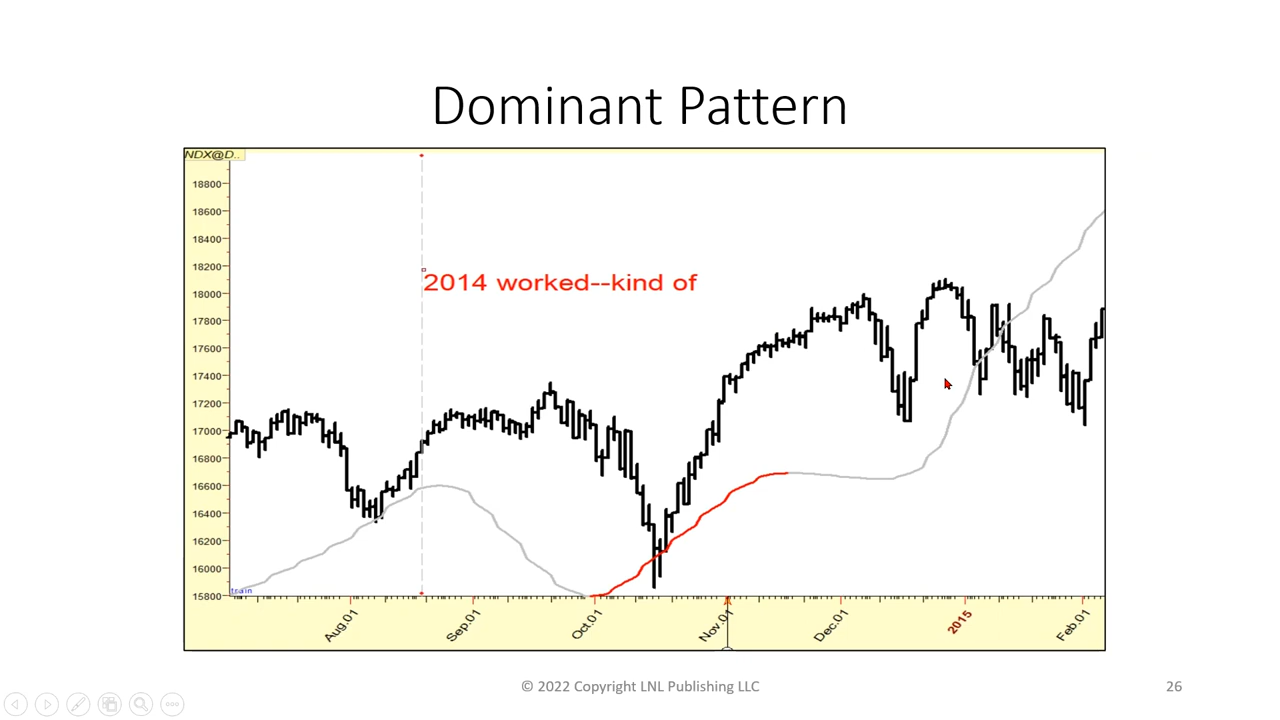 Dominant Pattern
NDX@D..
18800
18600
18400
18200
18000
17800
17600
17400
17200
17000
16800
16600
16400
16200
16000
15800
2014 worked--kind of
train
Aug.01
Sep.01
Oct.01
Nov.01
Dec.01
2015
Feb.01
© 2022 Copyright LNL Publishing LLC
26